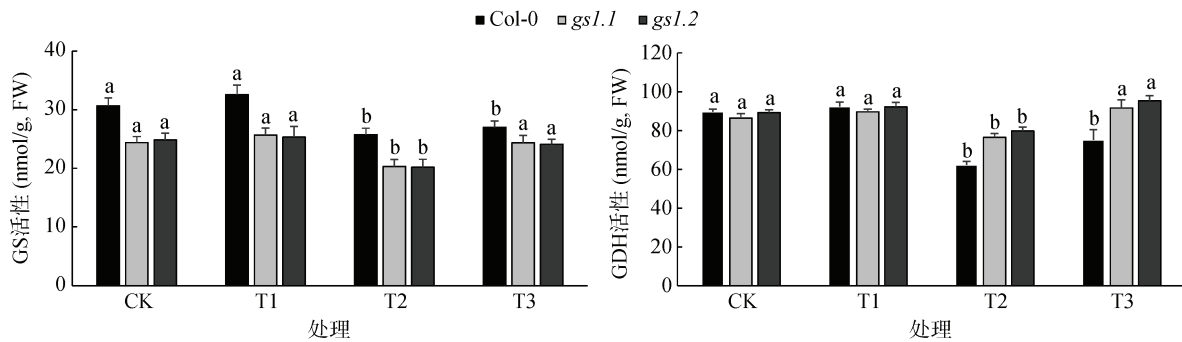 Col-0 gs1.1 gs1.2
GS活性 (nmol/g, FW)
40
30
20
10
0
a a a
a a a
b b b
b a a
CK T1 T2 T3
处理
GDH活性 (nmol/g, FW)
120
100
80
60
40
20
0
a a a
a a a
b b b
b a a
CK T1 T2 T3
处理